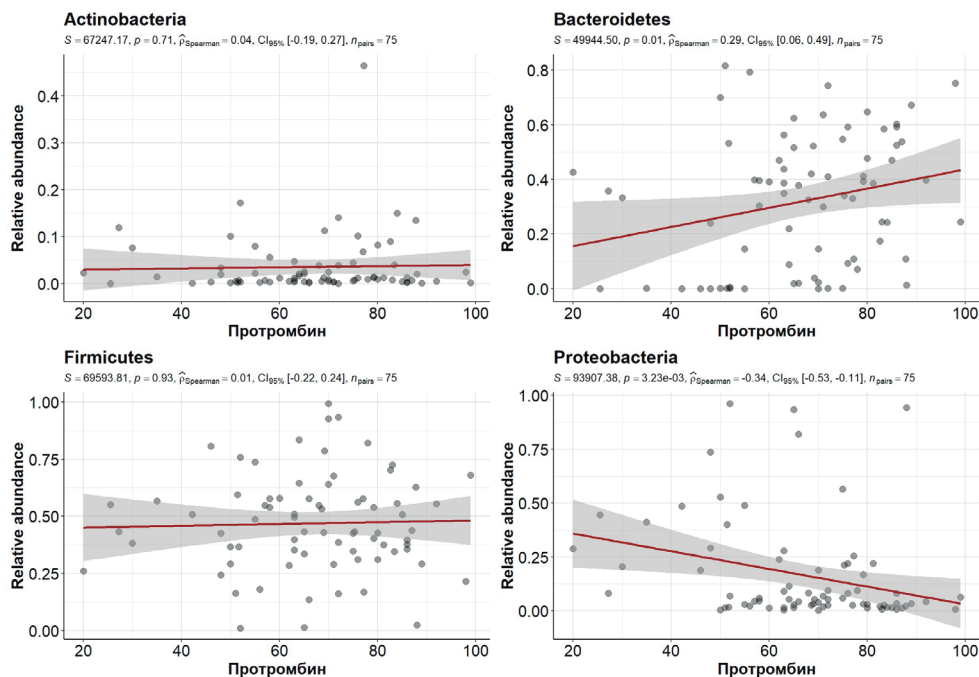 Actinobacteria
S = 67247.17, p = 0.71, ρ̂Spearman = 0.04, CI95% [-0.19, 0.27], npairs = 75
Relative abundance
0.4
0.3
0.2
0.1
0.0
20 40 60 80 100
Протромбин
Bacteroidetes
S = 49944.50, p = 0.01, ρ̂Spearman = 0.29, CI95% [0.06, 0.49], npairs = 75
Relative abundance
0.8
0.6
0.4
0.2
0.0
20 40 60 80 100
Протромбин
Firmicutes
S = 69593.81, p = 0.93, ρ̂Spearman = 0.01, CI95% [-0.22, 0.24], npairs = 75
Relative abundance
1.00
0.75
0.50
0.25
0.00
20 40 60 80 100
Протромбин
Proteobacteria
S = 93907.38, p = 3.23e-03, ρ̂Spearman = -0.34, CI95% [-0.53, -0.11], npairs = 75
Relative abundance
1.00
0.75
0.50
0.25
0.00
20 40 60 80 100
Протромбин